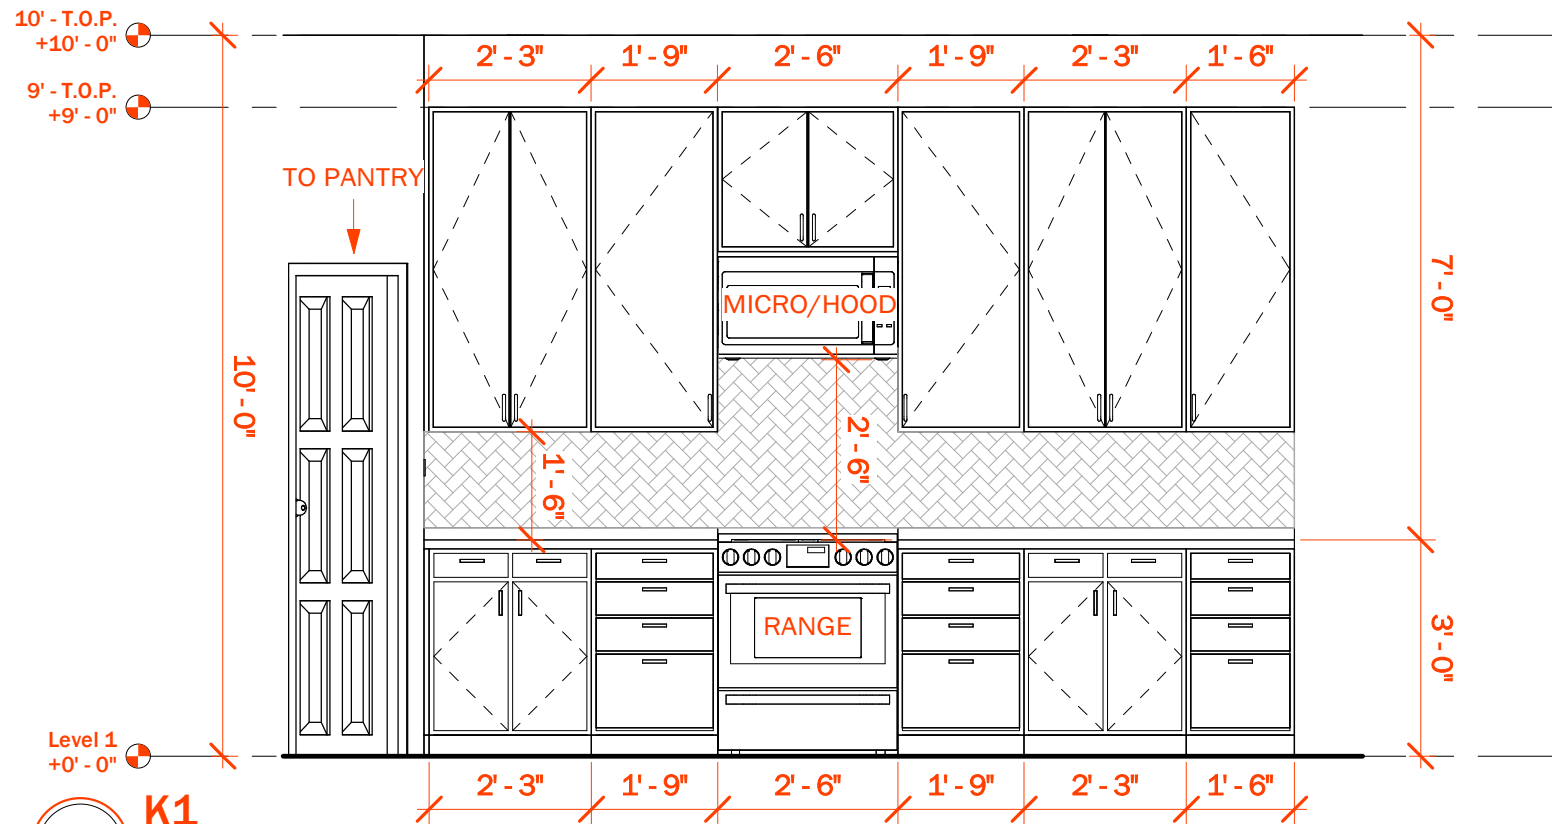 10' - T.O.P.
+10' - 0"
2' - 3"
1' - 9"
2' - 6"
1' - 9"
2' - 3"
1' - 6"
9' - T.O.P.
+9' - 0"
TO PANTRY
7' - 0"
MICRO/HOOD
10' - 0"
1' - 6"
2' - 6"
RANGE
3' - 0"
Level 1
+0' - 0"
2' - 3"
1' - 9"
2' - 6"
1' - 9"
2' - 3"
1' - 6"
K1